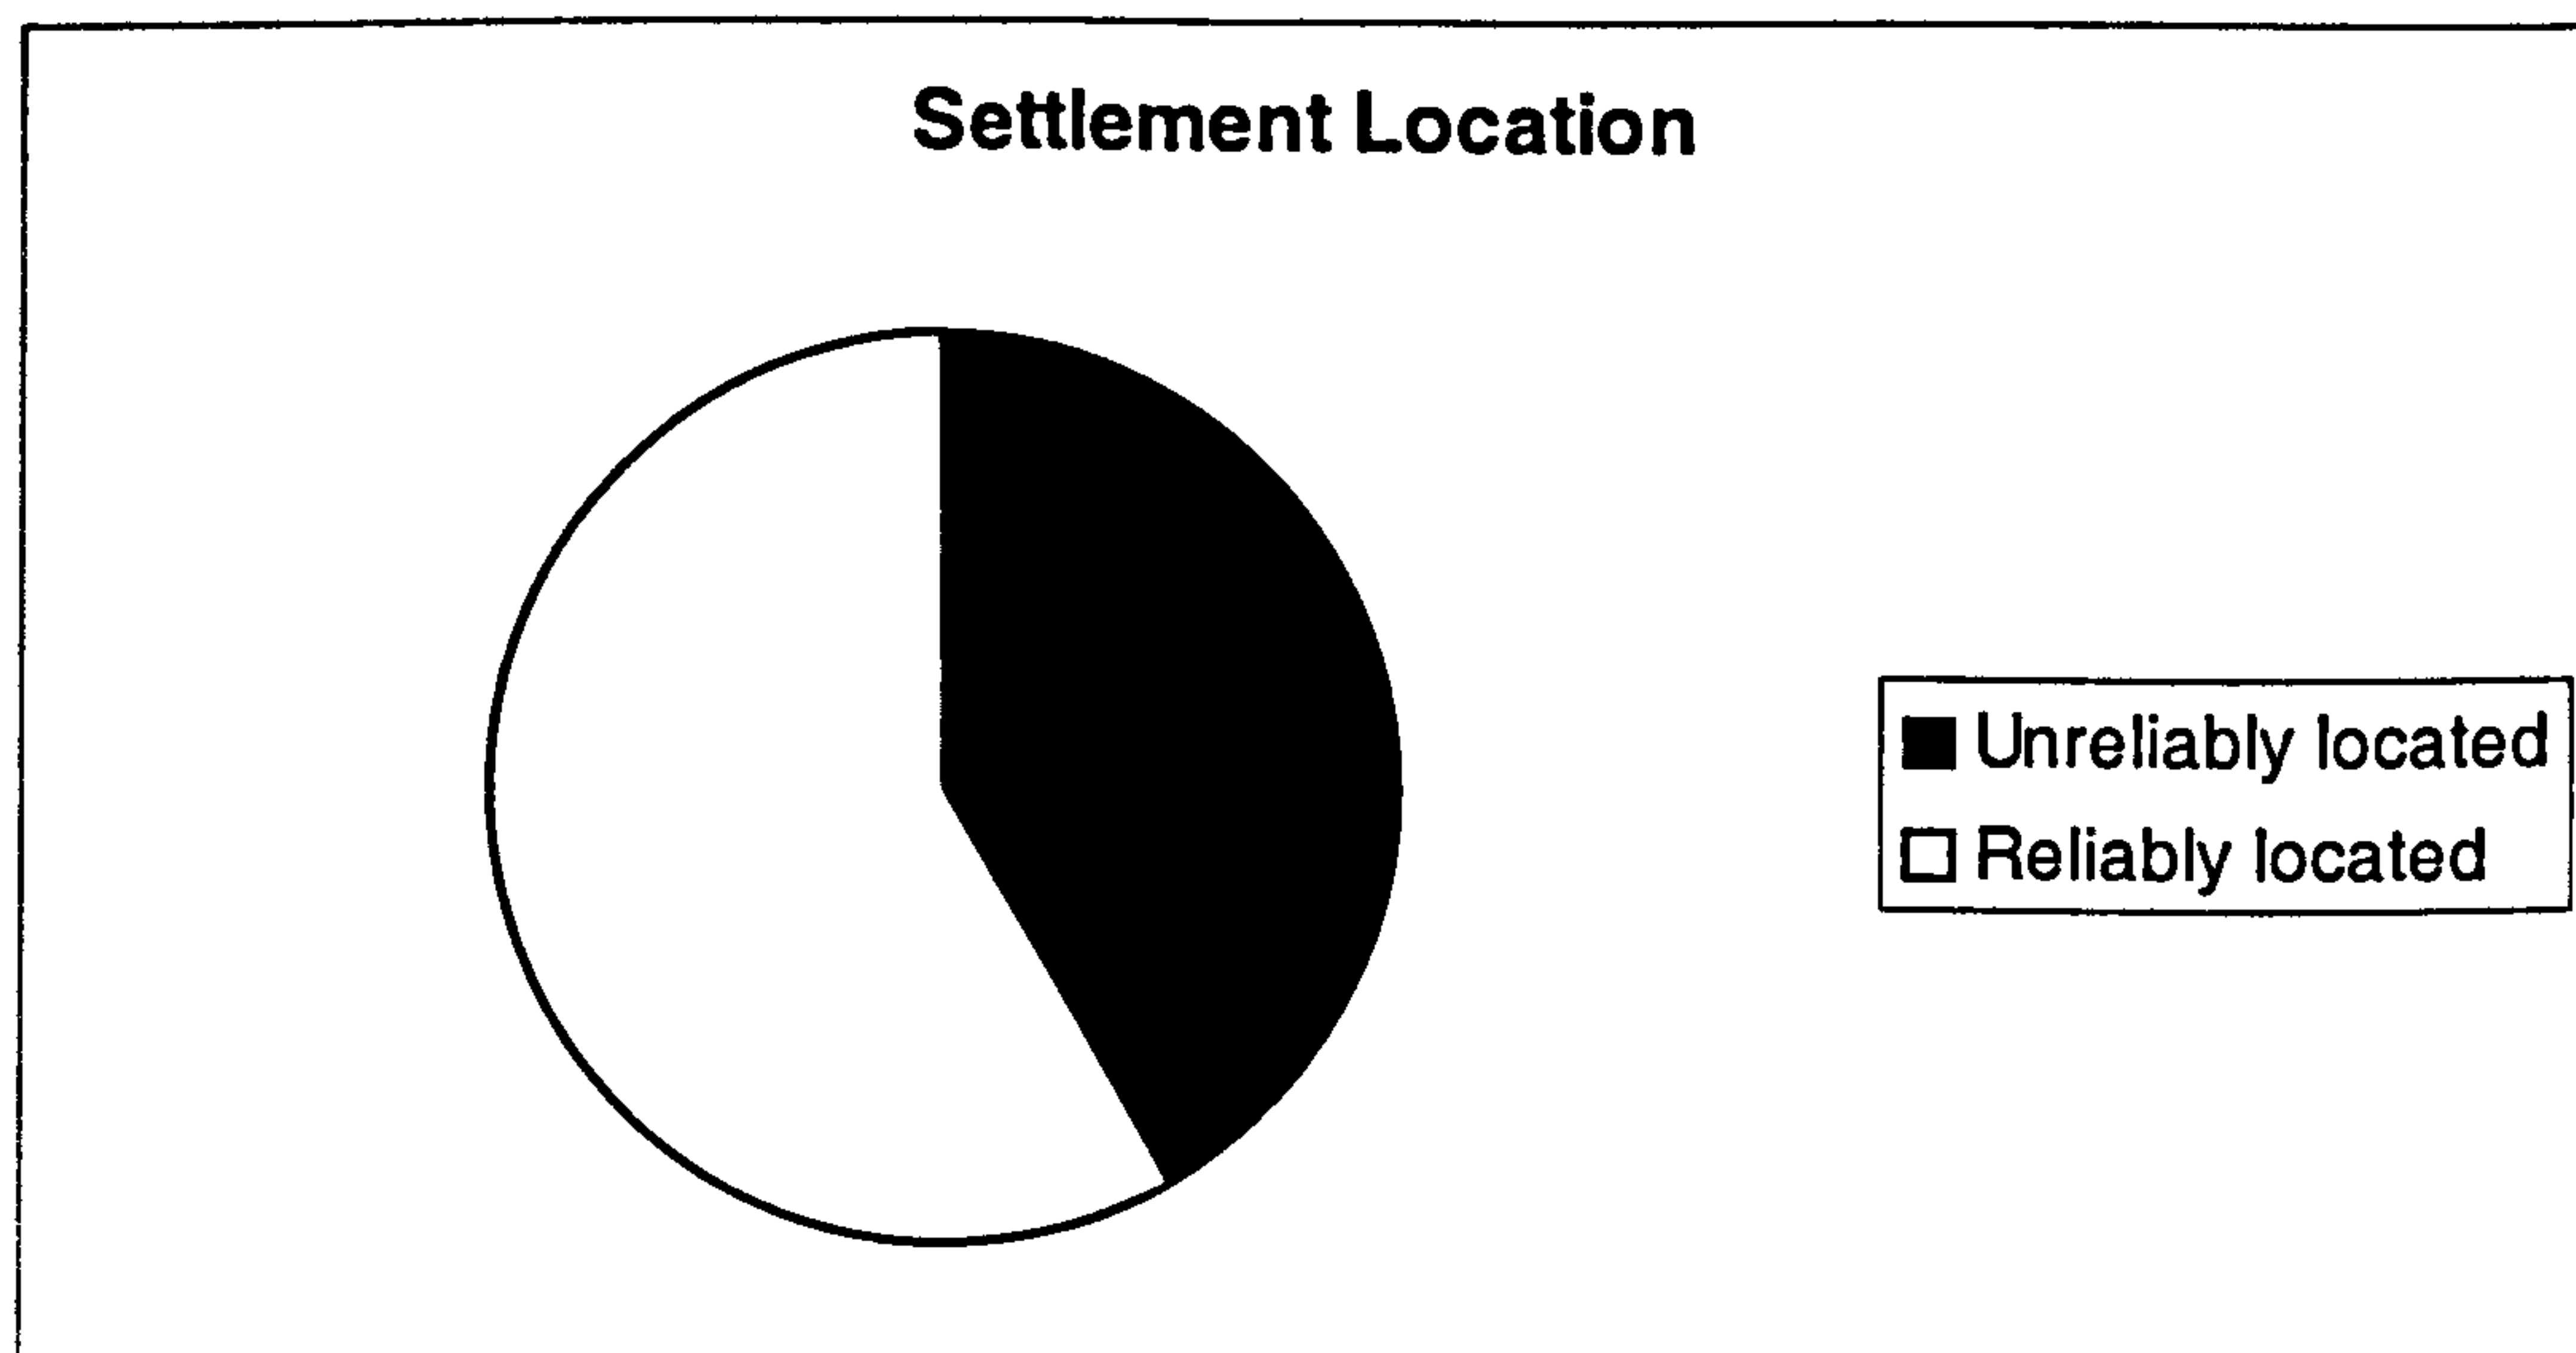 Settlement Location
Unreliably located
Reliably located